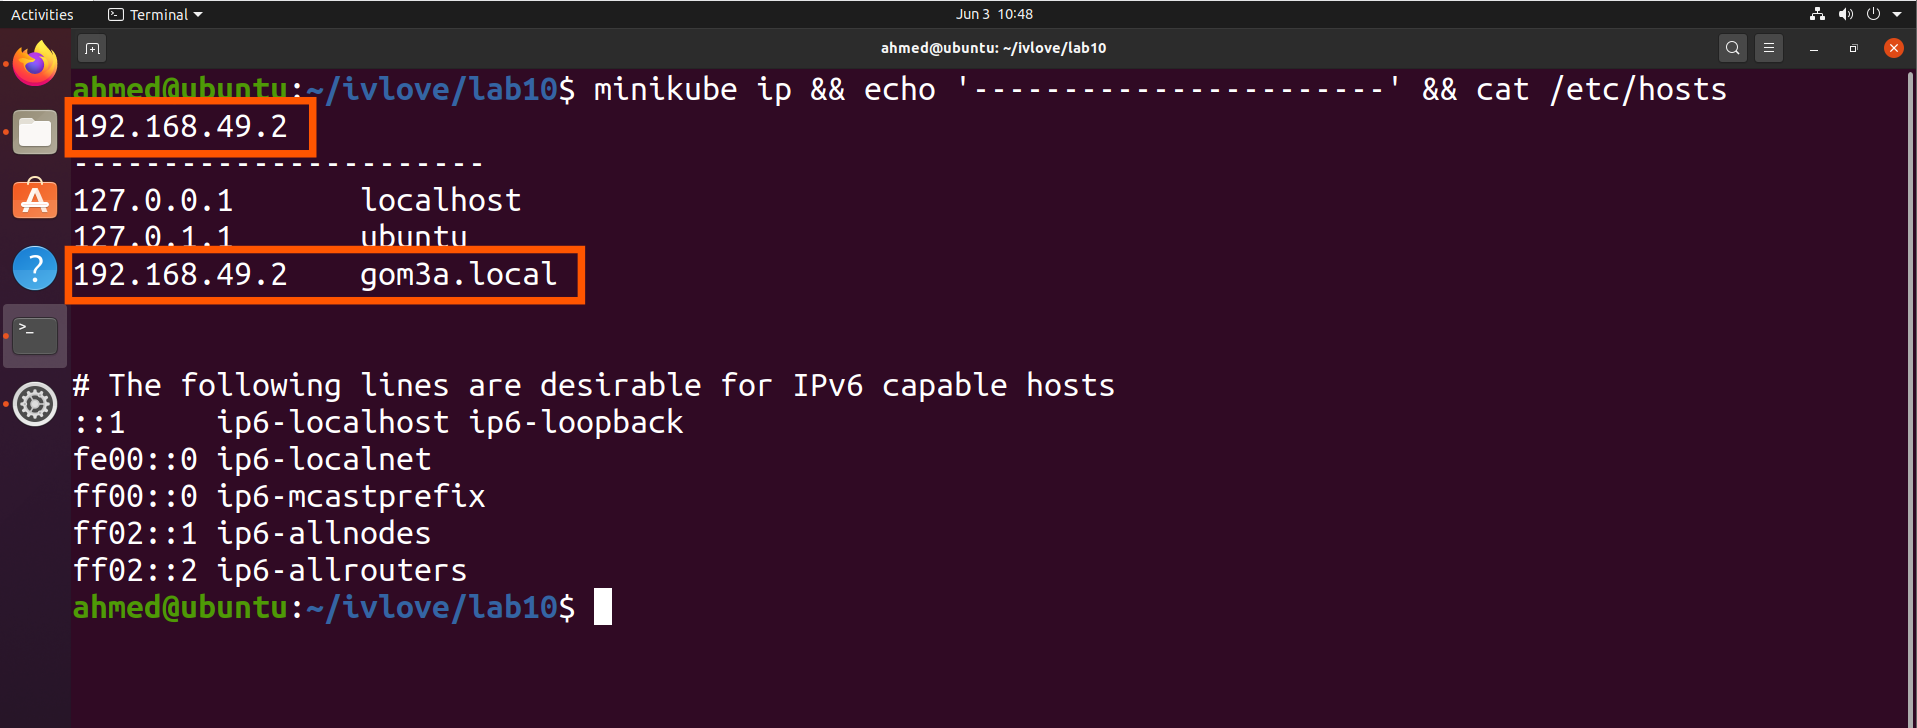 Activities Terminal Jun 3 10:48
ahmed@ubuntu: ~/ivlove/lab10
ahmed@ubuntu:~/ivlove/lab10$ minikube ip && echo '-----------------------' && cat /etc/hosts
192.168.49.2
-----------------------
127.0.0.1 localhost
127.0.1.1 ubuntu
192.168.49.2 gom3a.local
# The following lines are desirable for IPv6 capable hosts
::1 ip6-localhost ip6-loopback
fe00::0 ip6-localnet
ff00::0 ip6-mcastprefix
ff02::1 ip6-allnodes
ff02::2 ip6-allrouters
ahmed@ubuntu:~/ivlove/lab10$